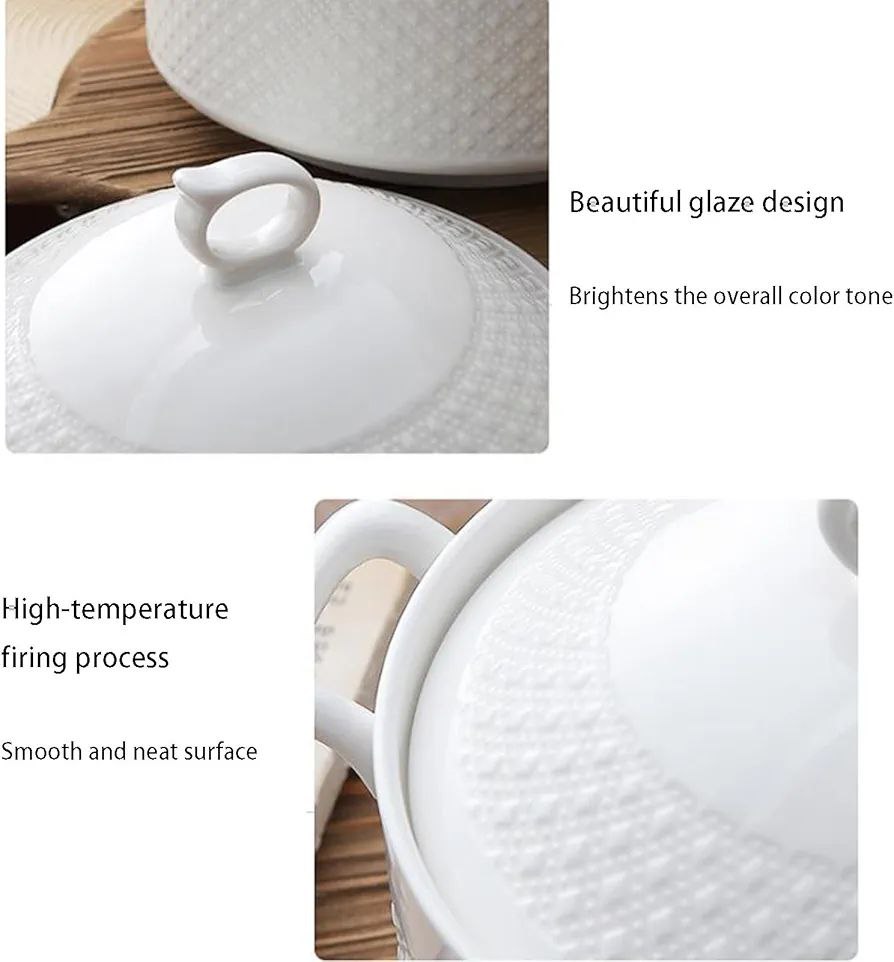 Beautiful glaze design
Brightens the overall color tone
High-temperature
firing process
Smooth and neat surface